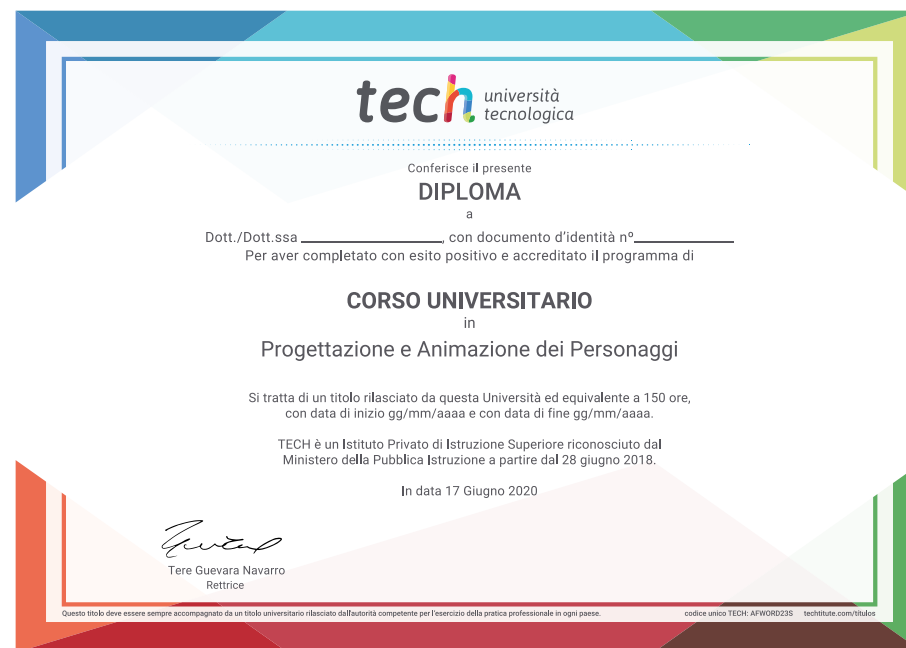 tech università
tecnologica
Conferisce il presente
DIPLOMA
a
Dott./Dott.ssa ____________________, con documento d'identità nº______________
Per aver completato con esito positivo e accreditato il programma di
CORSO UNIVERSITARIO
in
Progettazione e Animazione dei Personaggi
Si tratta di un titolo rilasciato da questa Università ed equivalente a 150 ore,
con data di inizio gg/mm/aaaa e con data di fine gg/mm/aaaa.
TECH è un Istituto Privato di Istruzione Superiore riconosciuto dal
Ministero della Pubblica Istruzione a partire dal 28 giugno 2018.
In data 17 Giugno 2020
Tere Guevara Navarro
Rettrice
Questo titolo deve essere sempre accompagnato da un titolo universitario rilasciato dall'autorità competente per l'esercizio della pratica professionale in ogni paese. codice unico TECH: AFWORD23S techtitute.com/titulos